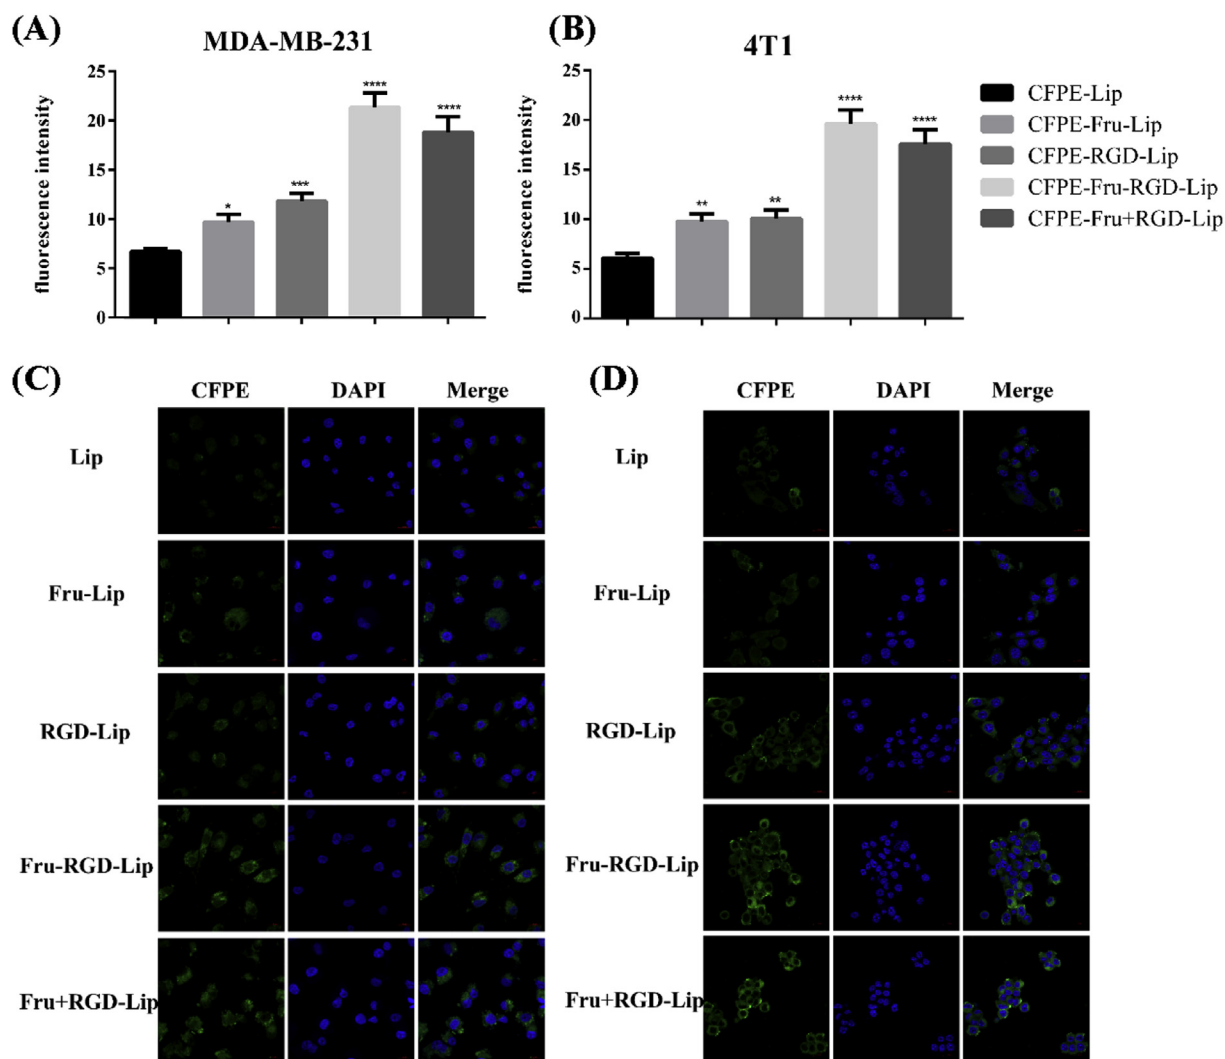 (A)
MDA-MB-231
fluorescence intensity
25
20
15
10
5
0
*
***
****
****
(B)
4T1
fluorescence intensity
25
20
15
10
5
0
**
**
****
****
CFPE-Lip
CFPE-Fru-Lip
CFPE-RGD-Lip
CFPE-Fru-RGD-Lip
CFPE-Fru+RGD-Lip
(C)
CFPE DAPI Merge
Lip
Fru-Lip
RGD-Lip
Fru-RGD-Lip
Fru+RGD-Lip
(D)
CFPE DAPI Merge
Lip
Fru-Lip
RGD-Lip
Fru-RGD-Lip
Fru+RGD-Lip